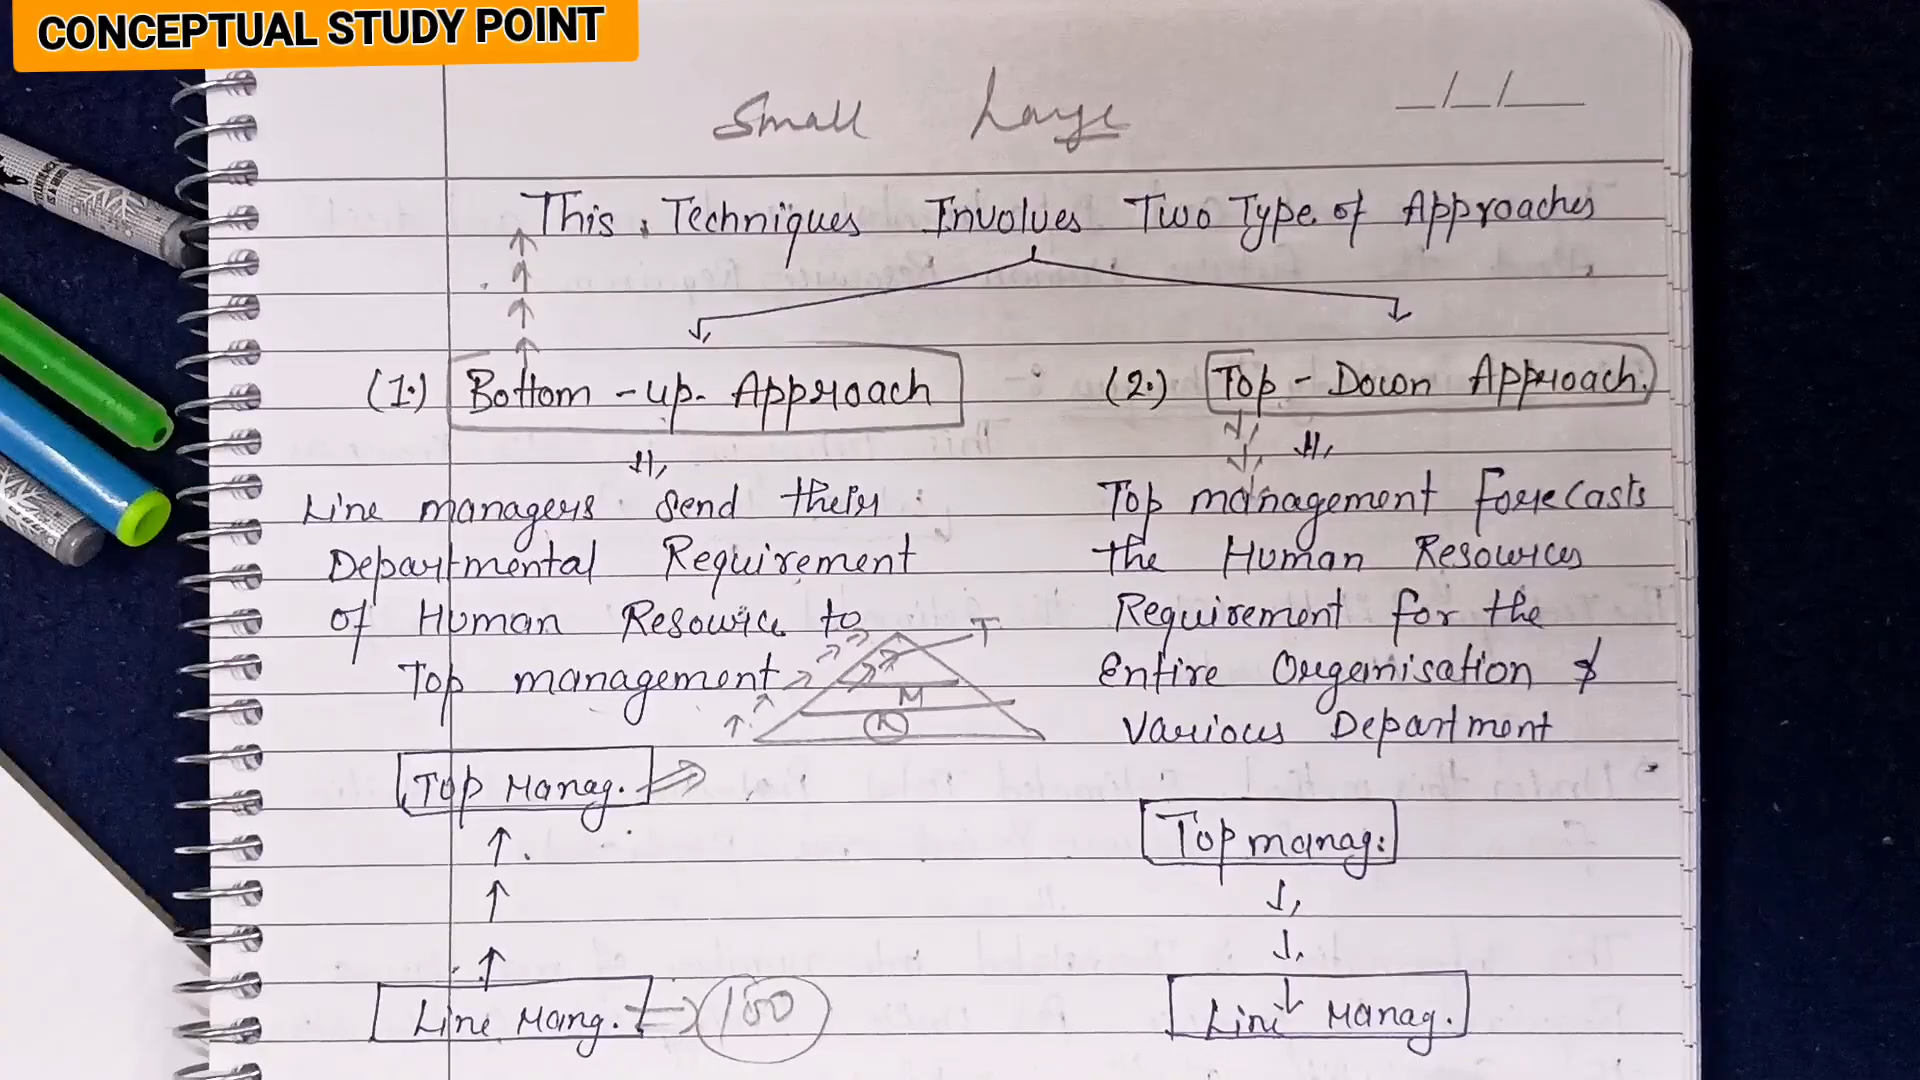 CONCEPTUAL STUDY POINT
Small Large
_/_/___
This Techniques Involves Two Type of Approaches
(1.) Bottom-up. Approach
(2.) Top-Down Approach.
Line managers send their
Departmental Requirement
of Human Resource to
Top management
T
M
Top Manag.
Line Mang. 100
Top management Forecasts
the Human Resources
Requirement for the
Entire Organisation &
Various Department
Top manag.
Line Manag.